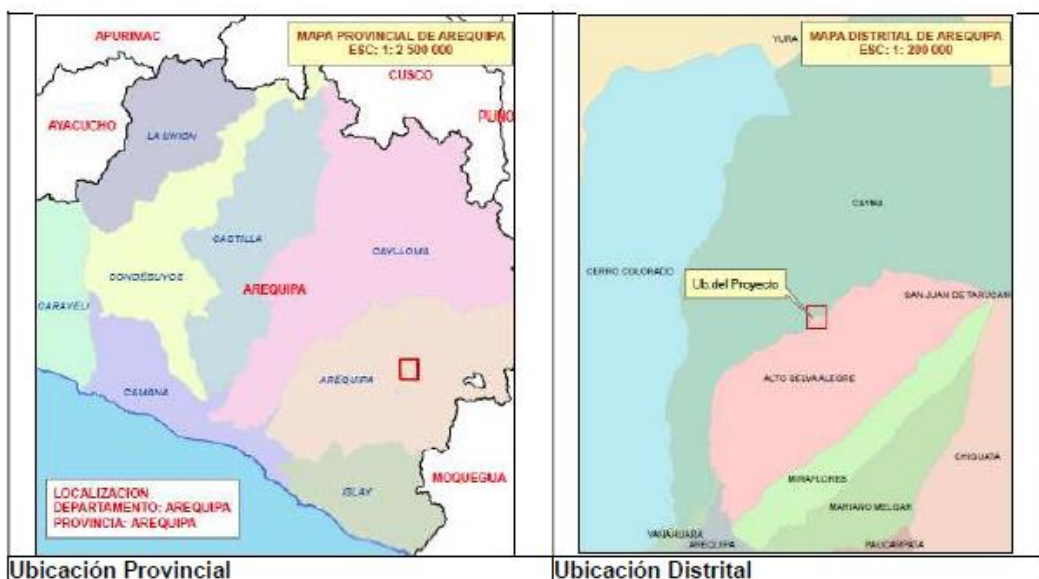 MAPA PROVINCIAL DE AREQUIPA
ESC: 1: 2 500 000
APURIMAC
CUSCO
PUNO
AYACUCHO
LA UNION
CASTILLA
CAYLLOMA
CONDESUYOS
AREQUIPA
CARAVELI
AREQUIPA
CAMANA
MOQUEGUA
ISLAY
LOCALIZACION
DEPARTAMENTO: AREQUIPA
PROVINCIA: AREQUIPA
Ubicación Provincial
MAPA DISTRITAL DE AREQUIPA
ESC: 1: 200 000
YURA
CAYMA
CERRO COLORADO
Ub.del Proyecto
SAN JUAN DE TARUCANI
ALTO SELVA ALEGRE
CHIGUATA
MIRAFLORES
MARIANO MELGAR
YANAHUARA
AREQUIPA
PAUCARPATA
Ubicación Distrital